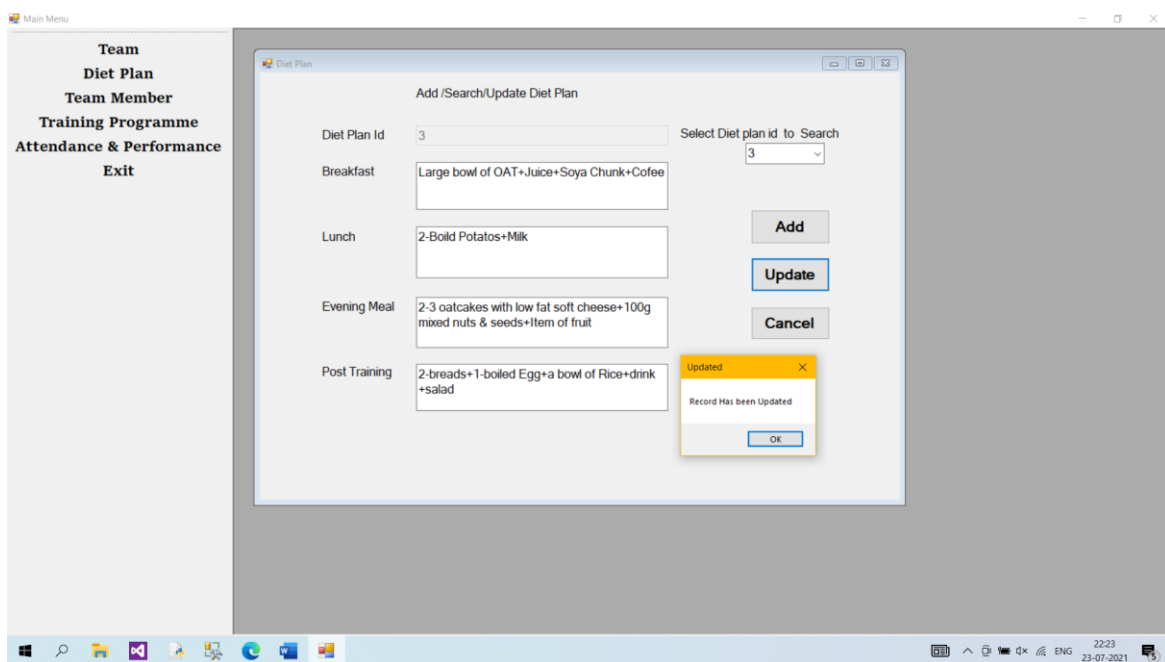 Main Menu
Team
Diet Plan
Team Member
Training Programme
Attendance & Performance
Exit
Diet Plan
Add /Search/Update Diet Plan
Diet Plan Id
3
Select Diet plan id to Search
3
Breakfast
Large bowl of OAT+Juice+Soya Chunk+Cofee
Lunch
2-Boild Potatos+Milk
Evening Meal
2-3 oatcakes with low fat soft cheese+100g
mixed nuts & seeds+Item of fruit
Post Training
2-breads+1-boiled Egg+a bowl of Rice+drink
+salad
Add
Update
Cancel
Updated
Record Has been Updated
OK
ENG
22:23
23-07-2021
5